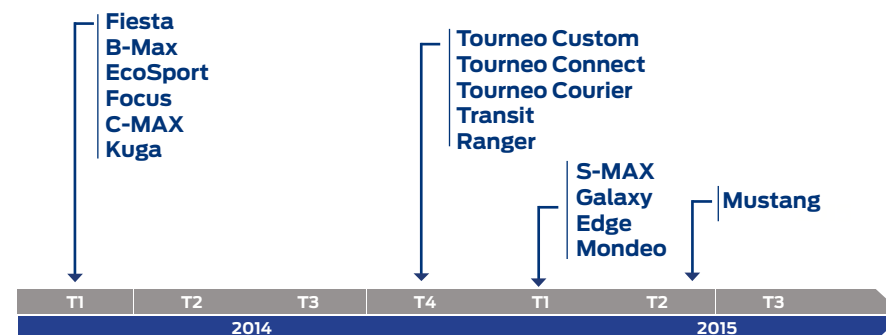 Fiesta
B-Max
EcoSport
Focus
C-MAX
Kuga
Tourneo Custom
Tourneo Connect
Tourneo Courier
Transit
Ranger
S-MAX
Galaxy
Edge
Mondeo
Mustang
T1 T2 T3 T4 T1 T2 T3
2014 2015